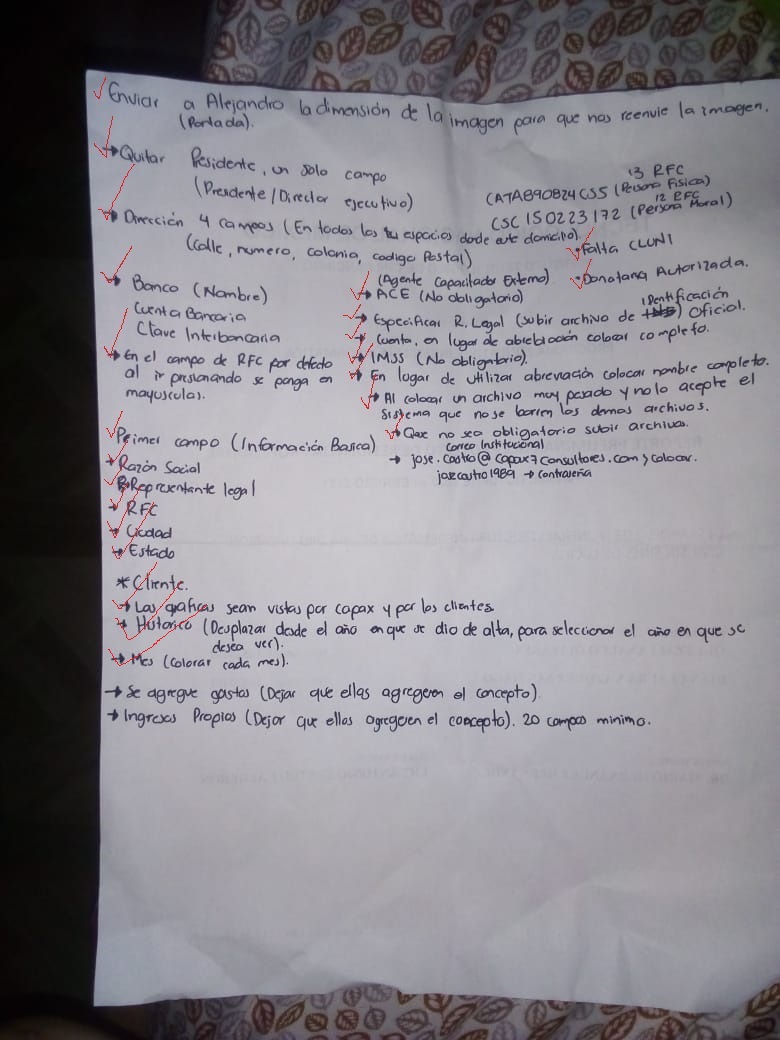 Enviar a Alejandro la dimensión de la imagen para que nos reenvie la imagen.
(Portada).
→ Quitar Presidente, un solo campo
(Presidente / Director ejecutivo)
13 RFC
CATA890824CS5 (Persona Fisica)
12 RFC
CSC150223172 (Persona Moral)
→ Dirección 4 campos (En todos los espacios donde este domicilio).
(calle, numero, colonia, codigo Postal)
• Falta CLUNI
• Donataria Autorizada.
→ Banco (Nombre)
Cuenta Bancaria
Clave Interbancaria
→ En el campo de RFC por defecto
al ir presionando se ponga en
mayusculas.
(Agente Capacitador Externo)
→ ACE (No obligatorio)
→ Especificar R. Legal (subir archivo de identificación Oficial.
→ Cuenta, en lugar de abrebiación colocar completo.
→ IMSS (No obligatorio).
→ En lugar de utilizar abreviación colocar nombre completo.
→ Al colocar un archivo muy pesado y no lo acepte el
sistema que no se borren los demas archivos.
→ Que no sea obligatorio subir archivos.
Correo Institucional
→ jose.castro@capax7consultores.com, colocar.
josecastro1989 → contraseña
Primer campo (Información Basica)
→ Razón Social
→ Representante legal
→ RFC
→ Ciudad
→ Estado
* Cliente.
→ Las graficas sean vistas por capax y por los clientes
→ Historico (Desplazar desde el año en que se dio de alta, para seleccionar el año en que se
desea ver).
→ Mes (Colorar cada mes).
→ Se agregue gastos (Dejar que ellas agregeren el concepto)
→ Ingresos Propios (Dejar que ellos agregeren el concepto). 20 campos minimo.